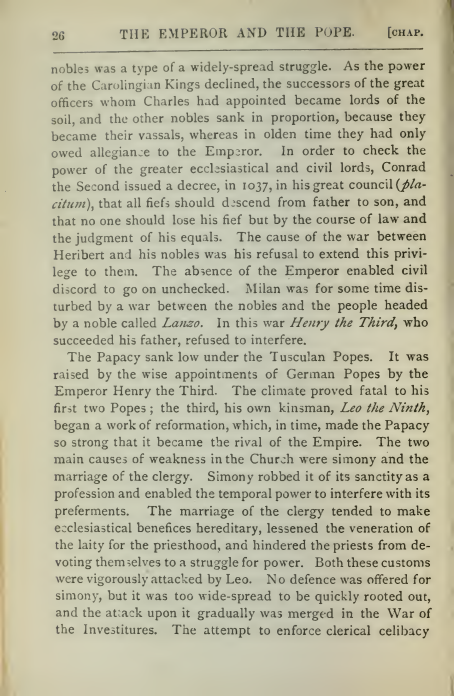 26 THE EMPEROR AND THE POPE. [CHAP.
nobles was a type of a widely-spread struggle. As the power
of the Carolingian Kings declined, the successors of the great
officers whom Charles had appointed became lords of the
soil, and the other nobles sank in proportion, because they
became their vassals, whereas in olden time they had only
owed allegiance to the Emperor. In order to check the
power of the greater ecclesiastical and civil lords, Conrad
the Second issued a decree, in 1037, in his great council (pla-
citum), that all fiefs should descend from father to son, and
that no one should lose his fief but by the course of law and
the judgment of his equals. The cause of the war between
Heribert and his nobles was his refusal to extend this privi-
lege to them. The absence of the Emperor enabled civil
discord to go on unchecked. Milan was for some time dis-
turbed by a war between the nobles and the people headed
by a noble called Lanzo. In this war Henry the Third, who
succeeded his father, refused to interfere.
The Papacy sank low under the Tusculan Popes. It was
raised by the wise appointments of German Popes by the
Emperor Henry the Third. The climate proved fatal to his
first two Popes; the third, his own kinsman, Leo the Ninth,
began a work of reformation, which, in time, made the Papacy
so strong that it became the rival of the Empire. The two
main causes of weakness in the Church were simony and the
marriage of the clergy. Simony robbed it of its sanctity as a
profession and enabled the temporal power to interfere with its
preferments. The marriage of the clergy tended to make
ecclesiastical benefices hereditary, lessened the veneration of
the laity for the priesthood, and hindered the priests from de-
voting themselves to a struggle for power. Both these customs
were vigorously attacked by Leo. No defence was offered for
simony, but it was too wide-spread to be quickly rooted out,
and the attack upon it gradually was merged in the War of
the Investitures. The attempt to enforce clerical celibacy